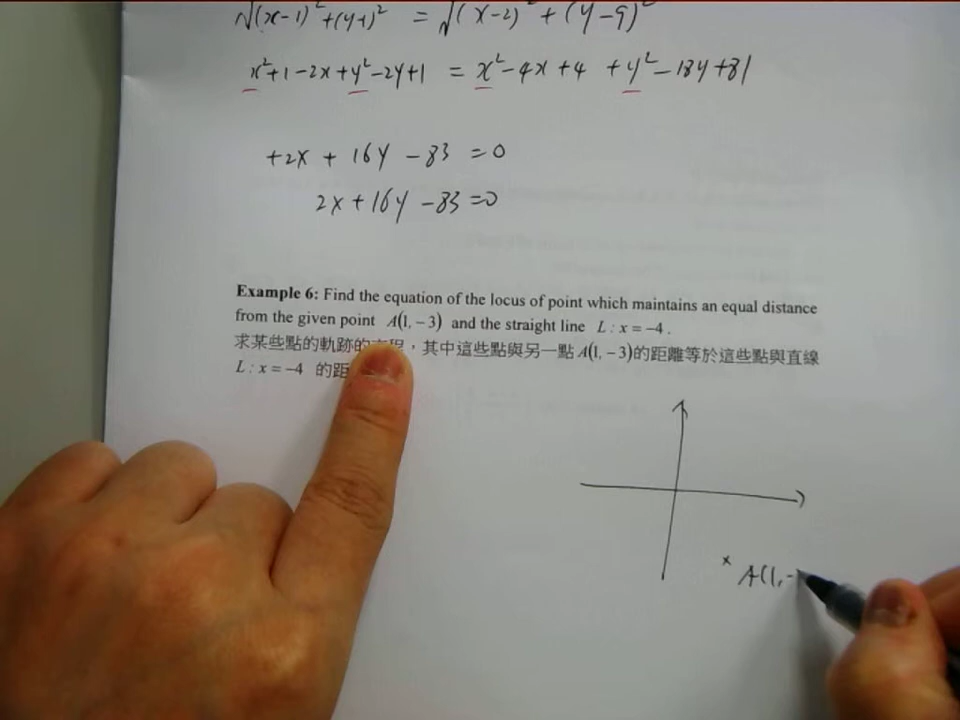 √(x-1)²+(y-1)² = √(x-2)²+(y-9)²
x²+1-2x+y²-2y+1 = x²-4x+4 +y²-18y+81
+2x + 16y - 83 = 0
2x+16y-83=0
Example 6: Find the equation of the locus of point which maintains an equal distance
from the given point A(1, -3) and the straight line L : x = -4 .
求某些點的軌跡的方程，其中這些點與另一點 A(1, -3)的距離等於這些點與直線
L : x = -4 的距
A(1, -